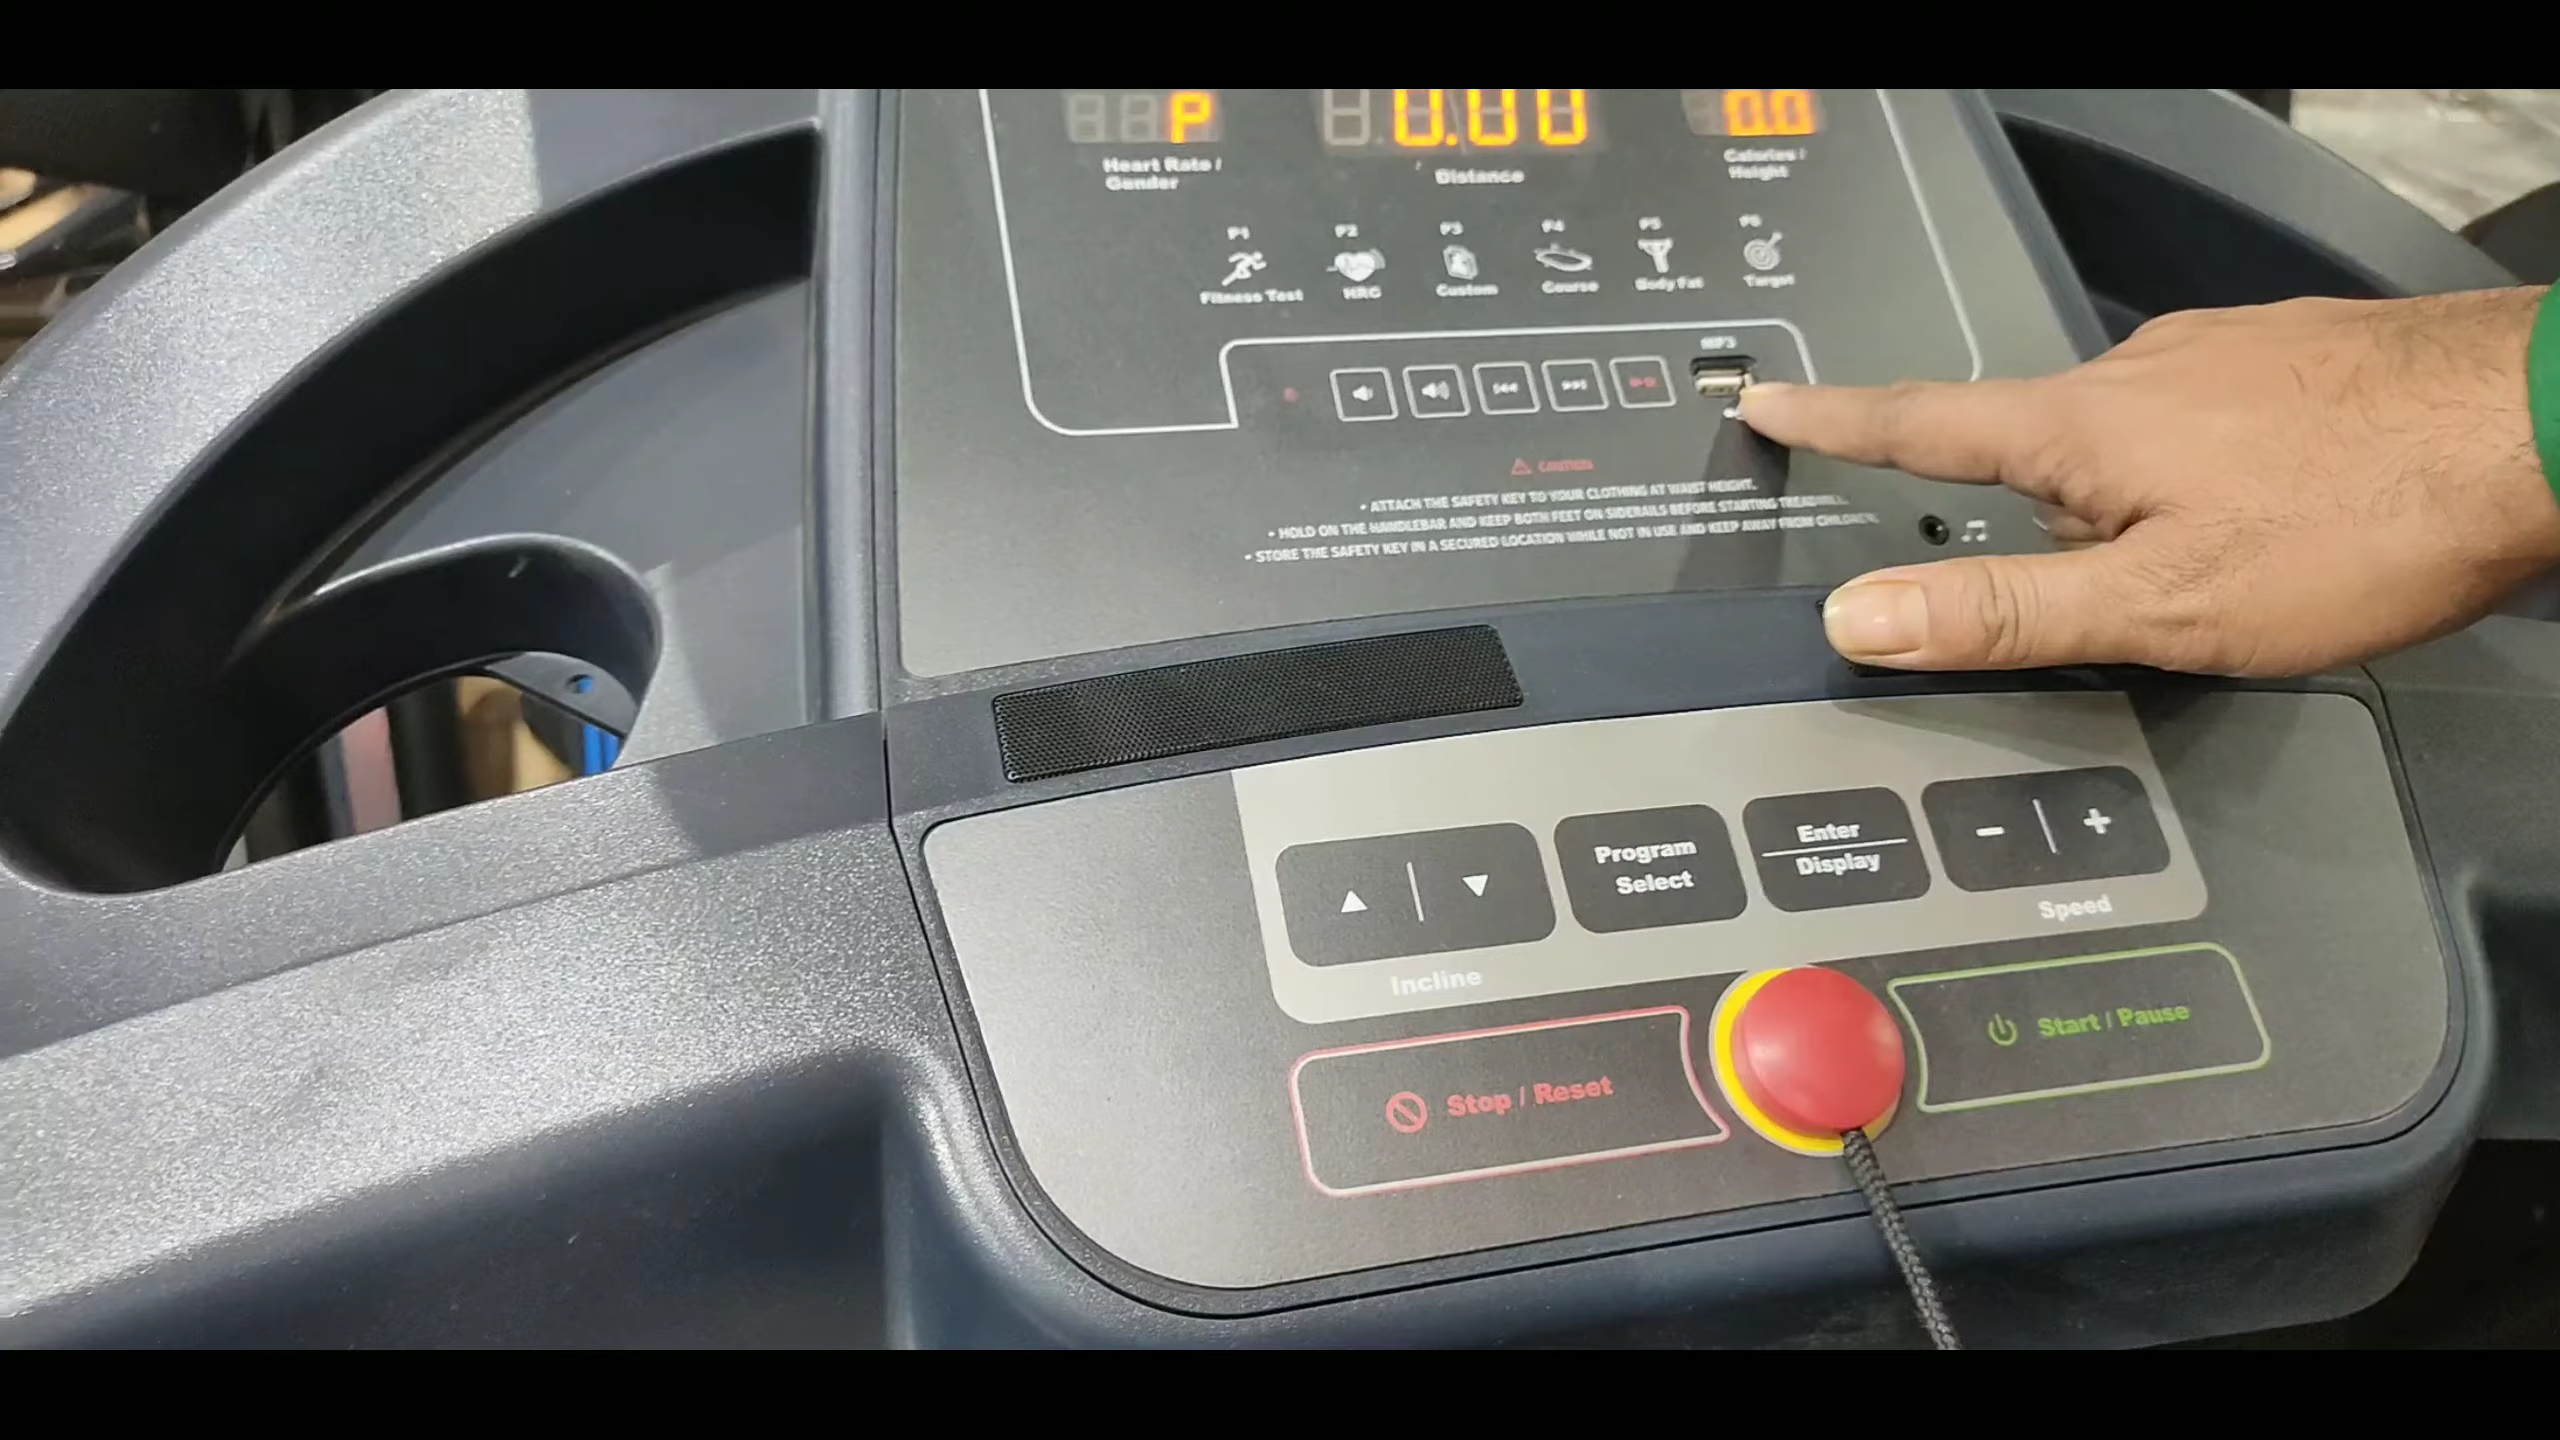 P
0.00
0.0
Heart Rate /
Gender
Distance
Calories /
Height
P1
P2
P3
P4
P5
P6
Fitness Test
HRC
Custom
Course
Body Fat
Target
MP3
CAUTION
• ATTACH THE SAFETY KEY TO YOUR CLOTHING AT WAIST HEIGHT.
• HOLD ON THE HANDLEBAR AND KEEP BOTH FEET ON SIDERAILS BEFORE STARTING TREADMILL.
• STORE THE SAFETY KEY IN A SECURED LOCATION WHILE NOT IN USE AND KEEP AWAY FROM CHILDREN.
Program
Select
Enter
Display
- +
Speed
Incline
Stop / Reset
Start / Pause